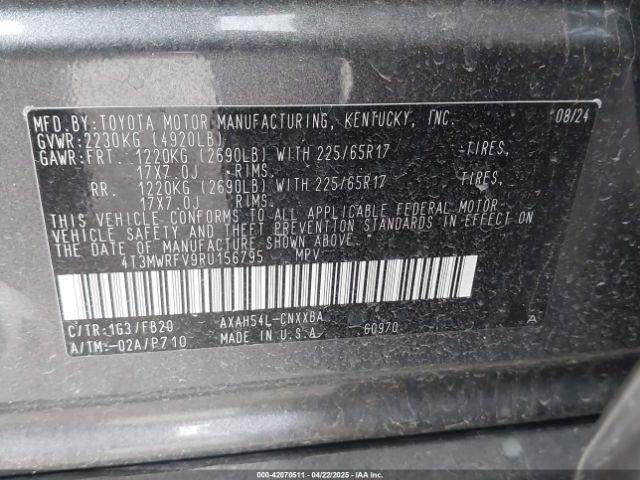 MFD.BY:TOYOTA MOTOR MANUFACTURING, KENTUCKY, INC. 08/24
GVWR:2230KG (4920LB)
GAWR:FRT. 1220KG (2690LB) WITH 225/65R17 -TIRES,
17X7.0J -RIMS.
RR. 1220KG (2690LB) WITH 225/65R17 -TIRES,
17X7.0J -RIMS.
THIS VEHICLE CONFORMS TO ALL APPLICABLE FEDERAL MOTOR
VEHICLE SAFETY AND THEFT PREVENTION STANDARDS IN EFFECT ON
THE DATE OF MANUFACTURE SHOWN ABOVE.
4T3MWRFV9RU156795 MPV
C/TR:1G3/FB20 AXAH54L-CNXXBA
A/TM:-02A/P710 MADE IN U.S.A. 60970 A
000-42070511 - 04/22/2025 - IAAI.COM